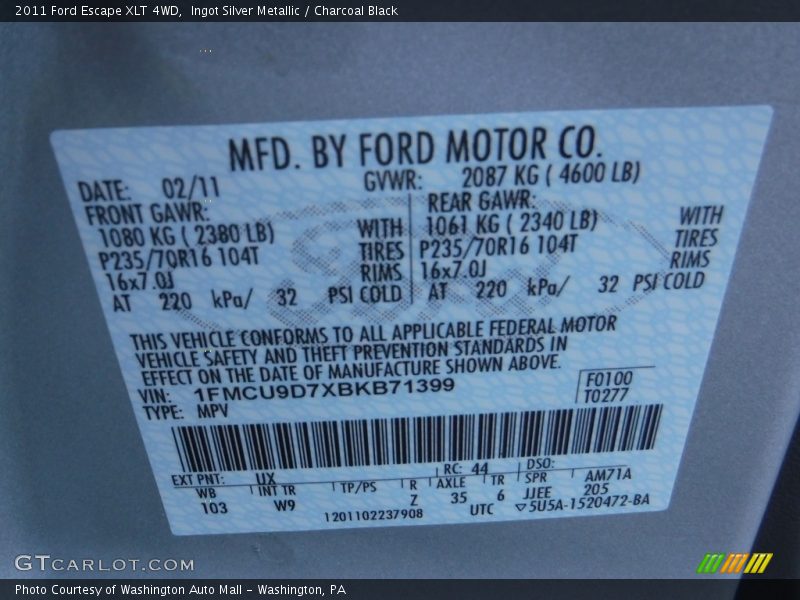 2011 Ford Escape XLT 4WD, Ingot Silver Metallic / Charcoal Black
MFD. BY FORD MOTOR CO.
DATE: 02/11 GVWR: 2087 KG ( 4600 LB)
FRONT GAWR: REAR GAWR:
1080 KG ( 2380 LB) WITH 1061 KG ( 2340 LB) WITH
P235/70R16 104T TIRES P235/70R16 104T TIRES
16x7.0J RIMS 16x7.0J RIMS
AT 220 kPa/ 32 PSI COLD AT 220 kPa/ 32 PSI COLD
THIS VEHICLE CONFORMS TO ALL APPLICABLE FEDERAL MOTOR
VEHICLE SAFETY AND THEFT PREVENTION STANDARDS IN
EFFECT ON THE DATE OF MANUFACTURE SHOWN ABOVE.
VIN: 1FMCU9D7XBKB71399 F0100
TYPE: MPV T0277
EXT PNT: UX RC: 44 DSO:
WB INT TR TP/PS R AXLE TR SPR AM71A
103 W9 Z 35 6 JJEE 205
1201102237908 UTC ▽5U5A-1520472-BA
GTCARLOT.COM
Photo Courtesy of Washington Auto Mall – Washington, PA